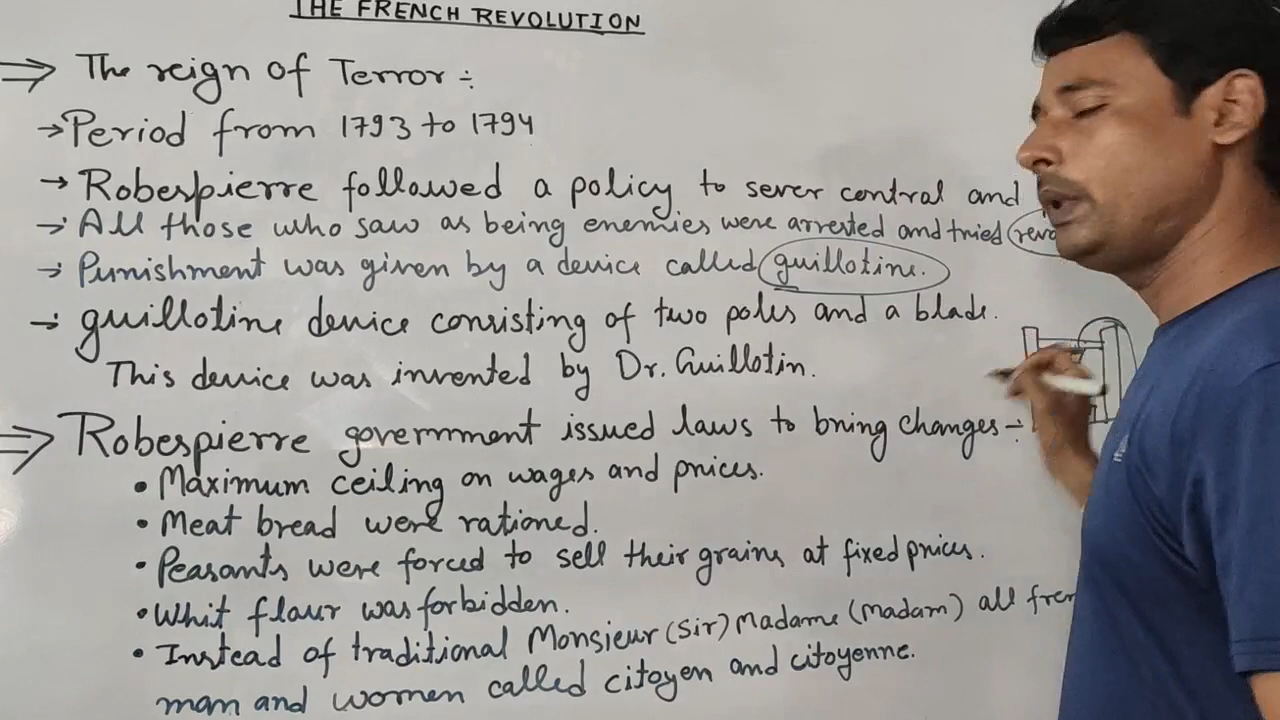 THE FRENCH REVOLUTION
⇒ The reign of Terror ÷
→ Period from 1793 to 1794
→ Robespierre followed a policy to sever control and
→ All those who saw as being enemies were arrested and tried
→ Punishment was given by a device called guillotine.
→ guillotine device consisting of two poles and a blade.
This device was invented by Dr. Guillotin.
⇒ Robespierre government issued laws to bring changes ÷
• Maximum ceiling on wages and prices.
• Meat bread were rationed.
• Peasants were forced to sell their grains at fixed prices.
• Whit flaur was forbidden.
• Instead of traditional Monsieur (Sir) Madame (Madam) all
man and women called citoyen and citoyenne.